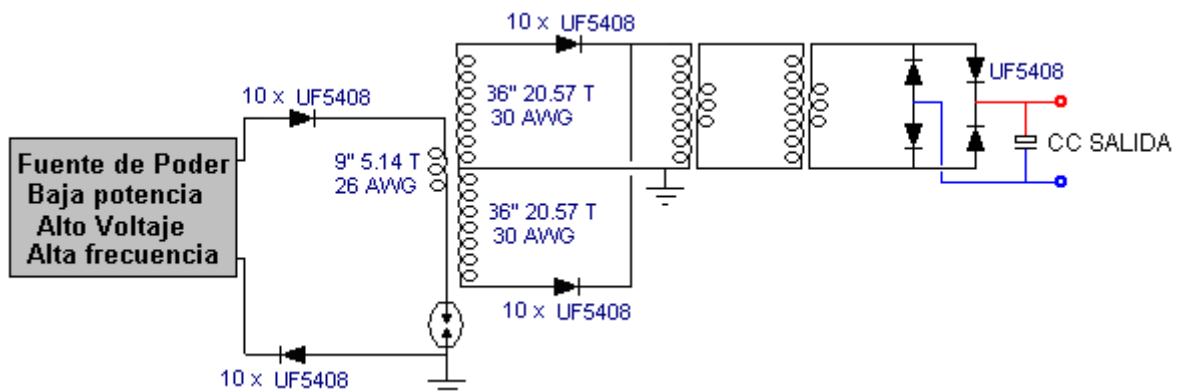 10 x UF5408
10 x UF5408
36" 20.57 T
30 AWG
UF5408
Fuente de Poder
Baja potencia
Alto Voltaje
Alta frecuencia
9" 5.14 T
26 AWG
CC SALIDA
36" 20.57 T
30 AWG
10 x UF5408
10 x UF5408